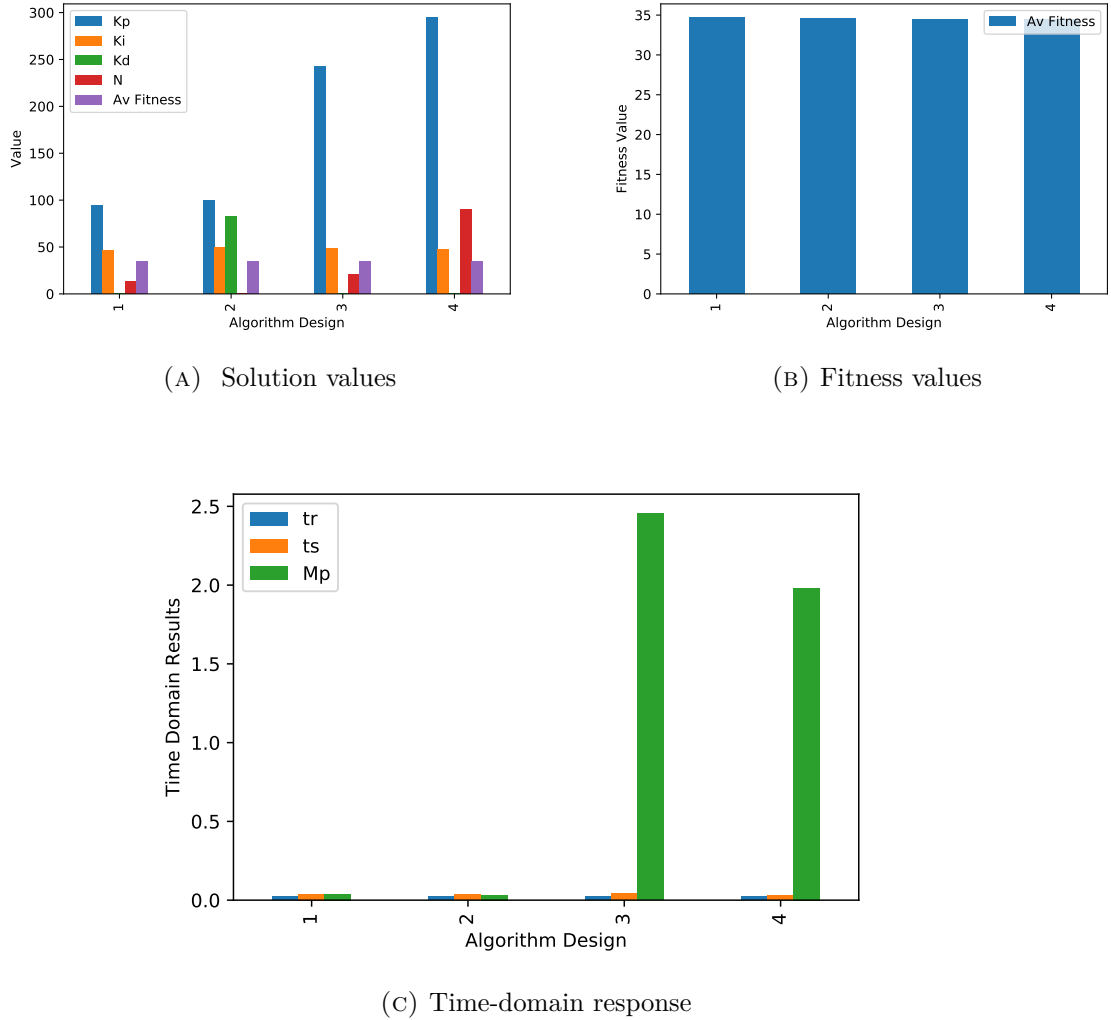 300
250
200
150
100
50
0
Value
Kp
Ki
Kd
N
Av Fitness
1
2
3
4
Algorithm Design
(A) Solution values
35
30
25
20
15
10
5
0
Fitness Value
Av Fitness
1
2
3
4
Algorithm Design
(B) Fitness values
2.5
2.0
1.5
1.0
0.5
0.0
Time Domain Results
tr
ts
Mp
1
2
3
4
Algorithm Design
(C) Time-domain response